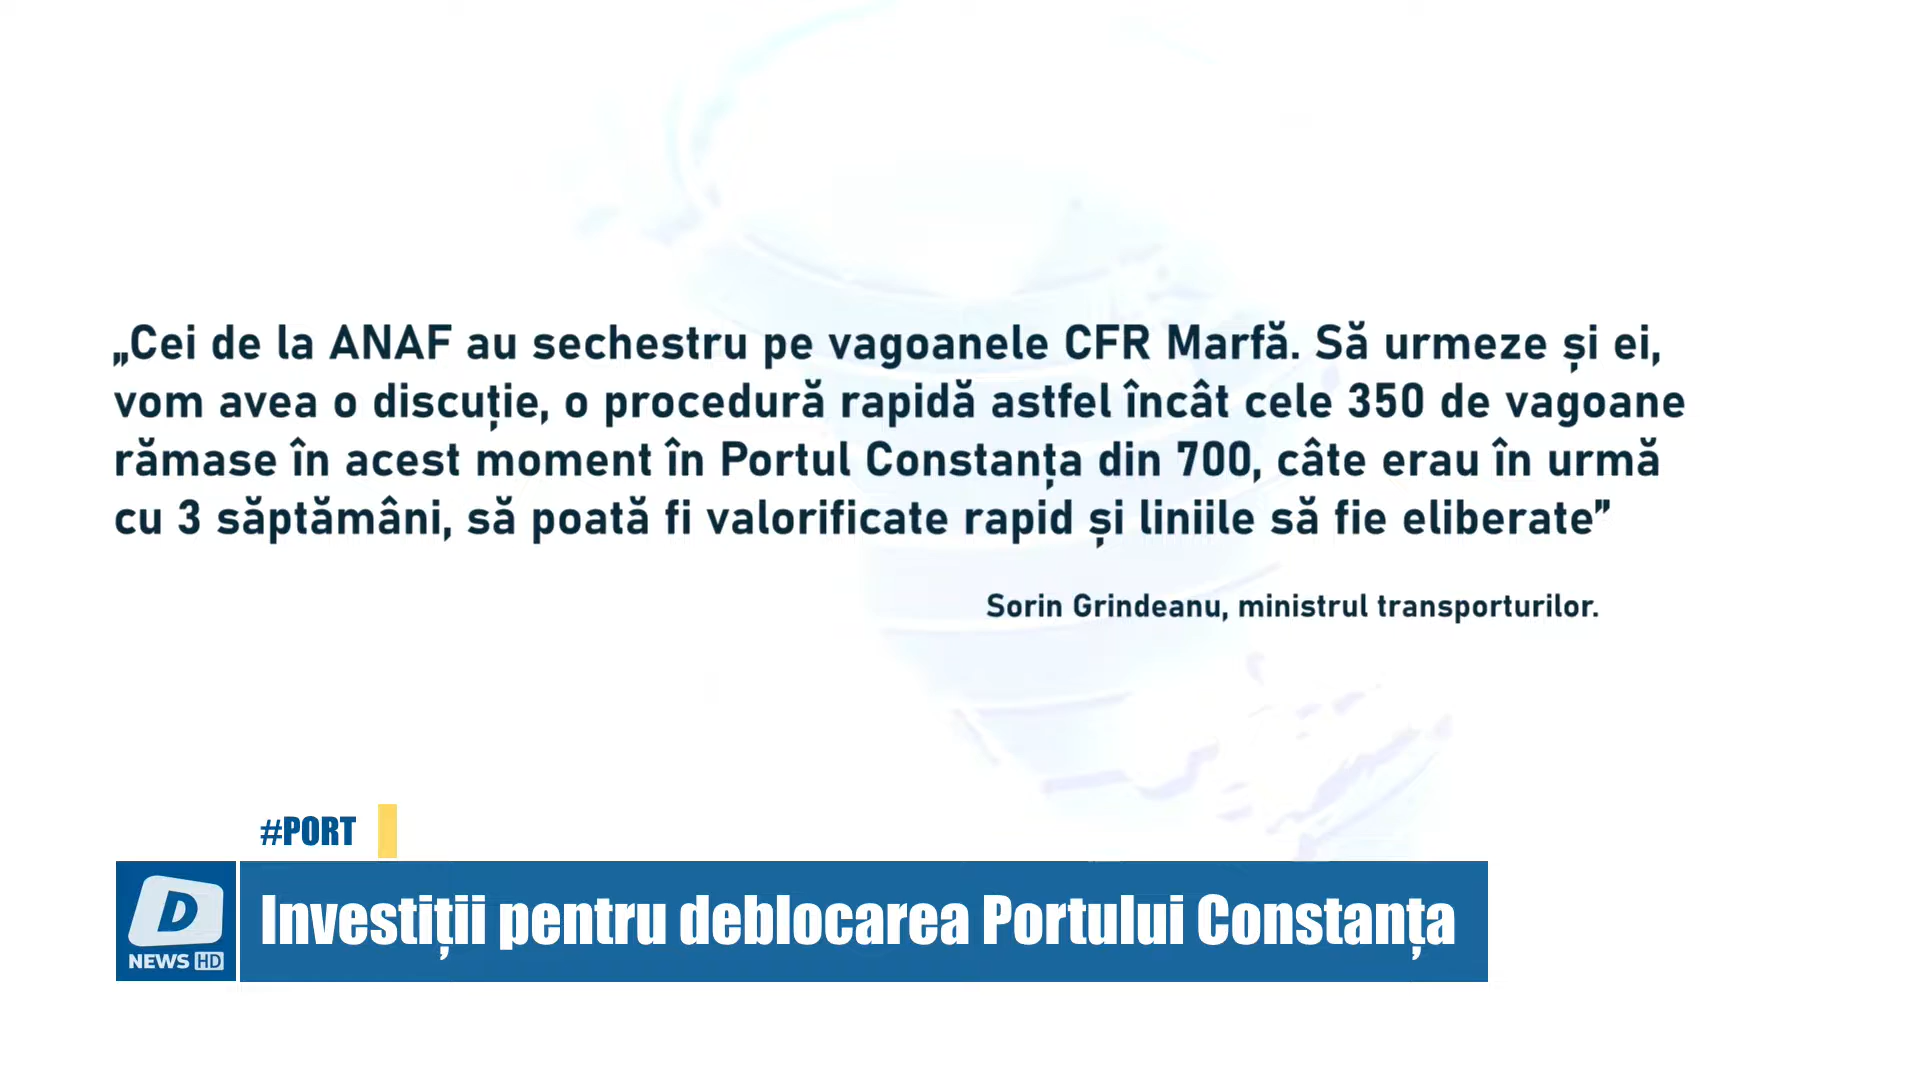 „Cei de la ANAF au sechestru pe vagoanele CFR Marfă. Să urmeze și ei,
vom avea o discuție, o procedură rapidă astfel încât cele 350 de vagoane
rămase în acest moment în Portul Constanța din 700, câte erau în urmă
cu 3 săptămâni, să poată fi valorificate rapid și liniile să fie eliberate”
Sorin Grindeanu, ministrul transporturilor.
#PORT
D
NEWS HD
Investiții pentru deblocarea Portului Constanța